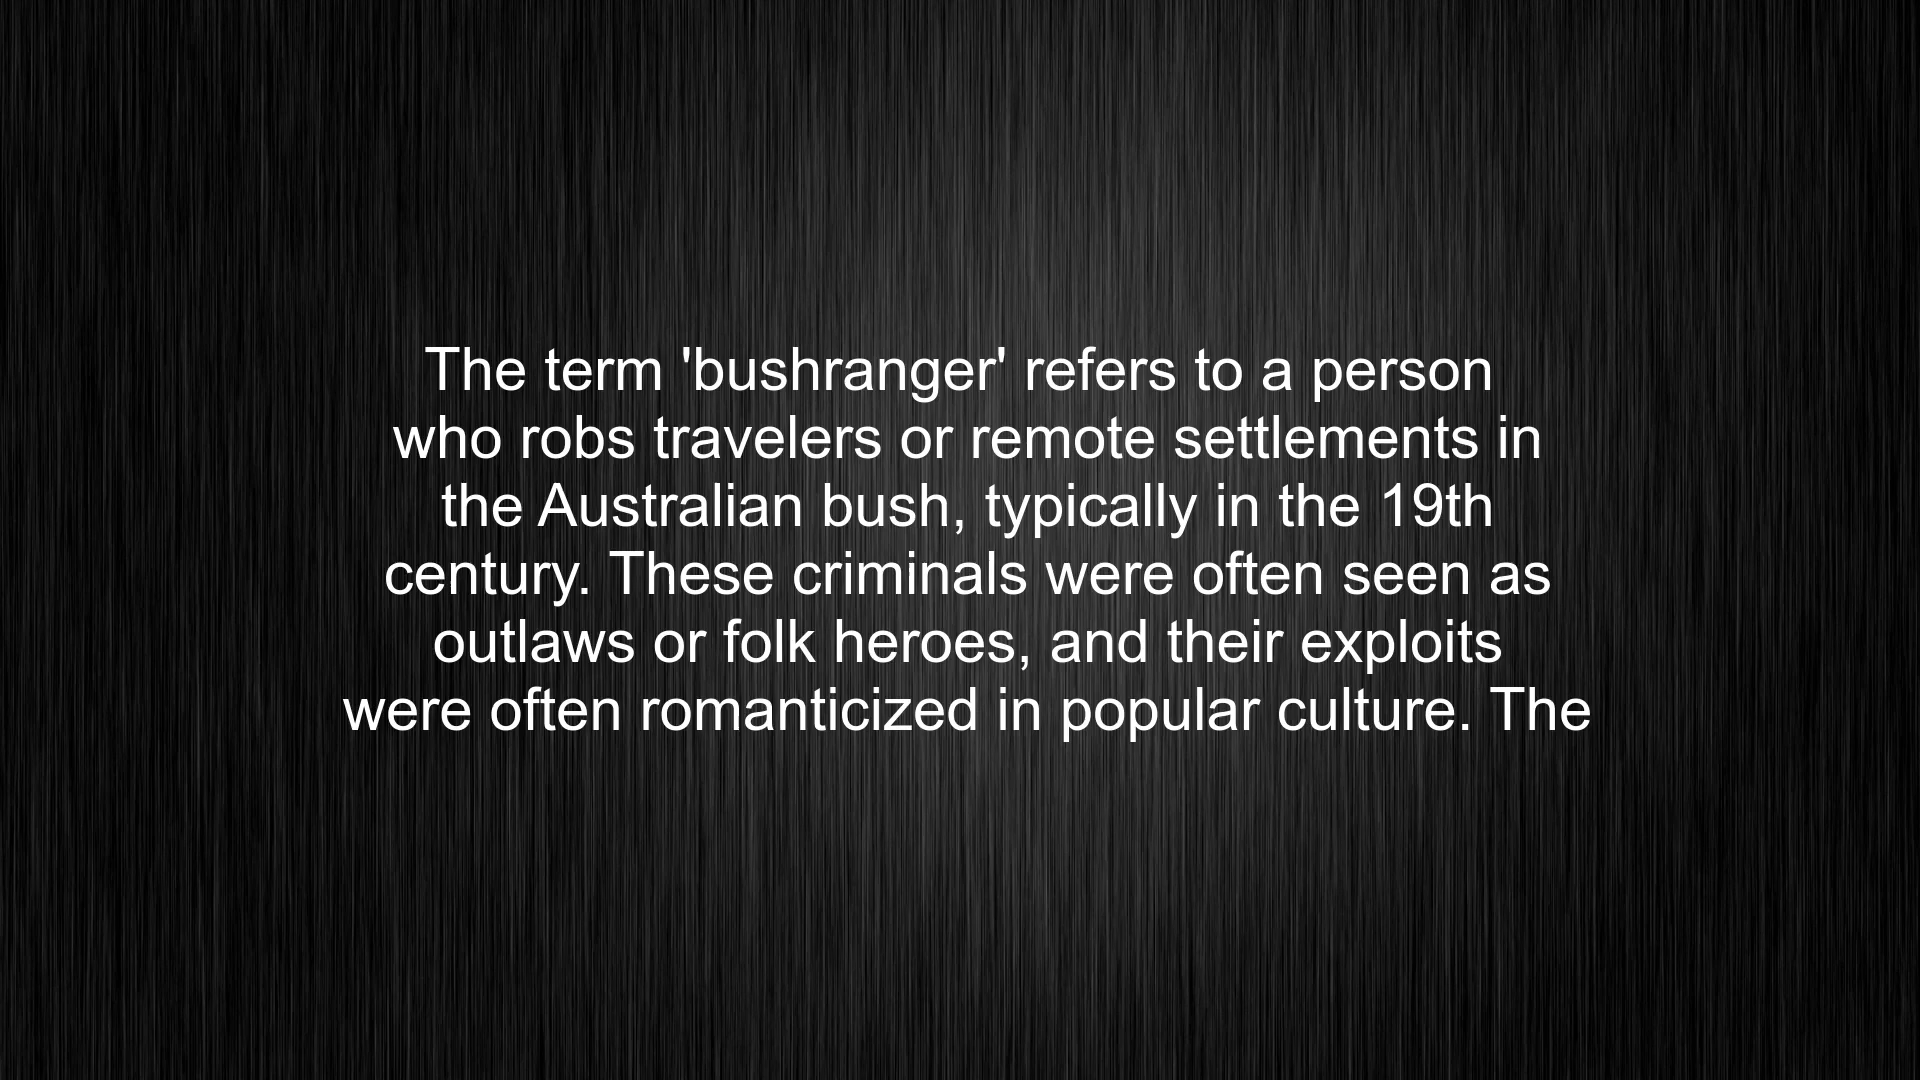 The term 'bushranger' refers to a person
who robs travelers or remote settlements in
the Australian bush, typically in the 19th
century. These criminals were often seen as
outlaws or folk heroes, and their exploits
were often romanticized in popular culture. The